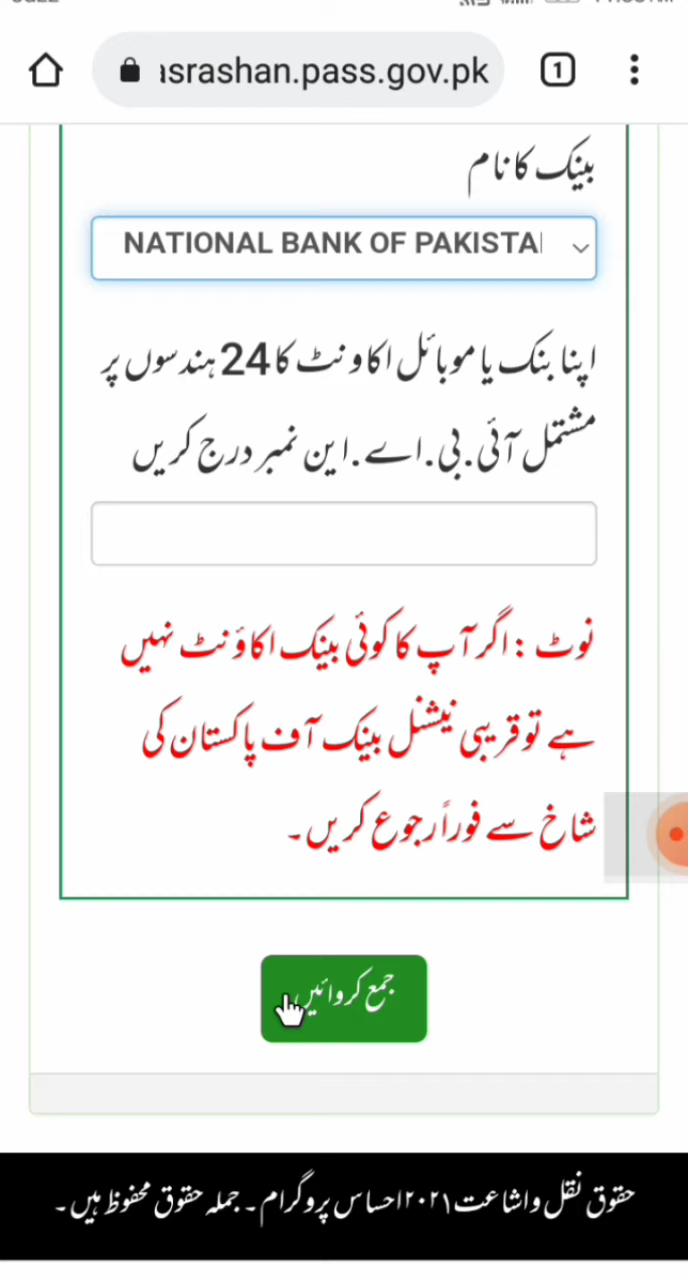 asrashan.pass.gov.pk
1
بینک کا نام
NATIONAL BANK OF PAKISTA
اپنا بنک یا موبائل اکاونٹ کا 24 ہندسوں پر
مشتمل آئی.بی.اے.این نمبر درج کریں
نوٹ : اگر آپ کا کوئی بینک اکاؤنٹ نہیں
ہے تو قریبی نیشنل بینک آف پاکستان کی
شاخ سے فوراً رجوع کریں۔
جمع کروائیں
حقوق نقل و اشاعت ۲۰۲۱ احساس پروگرام ۔ جملہ حقوق محفوظ ہیں ۔